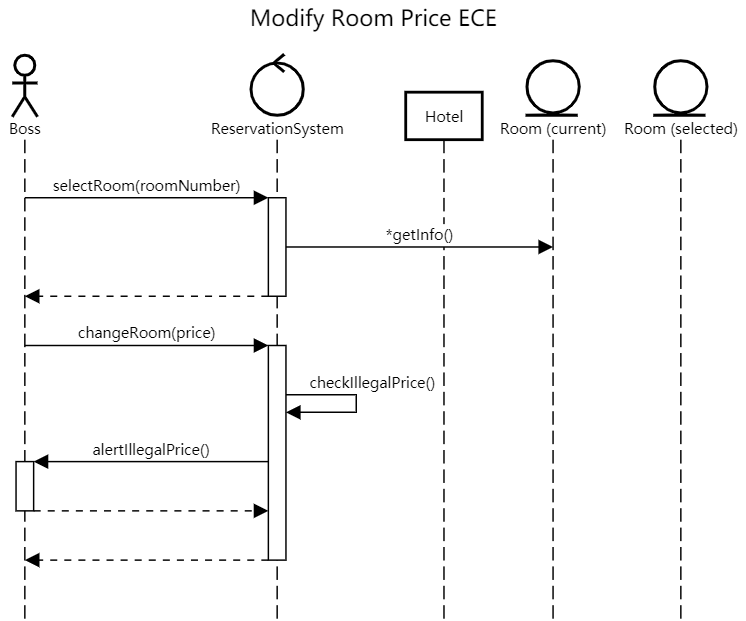 Modify Room Price ECE
Boss
ReservationSystem
Hotel
Room (current)
Room (selected)
selectRoom(roomNumber)
*getInfo()
changeRoom(price)
checkIllegalPrice()
alertIllegalPrice()